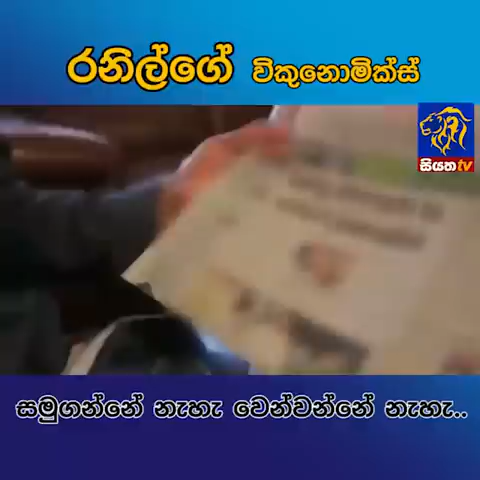 රනිල්ගේ වികුනොමික්ස්
සියත tv
සමුගන්නේ නැහැ වෙන්වන්නේ නැහැ..